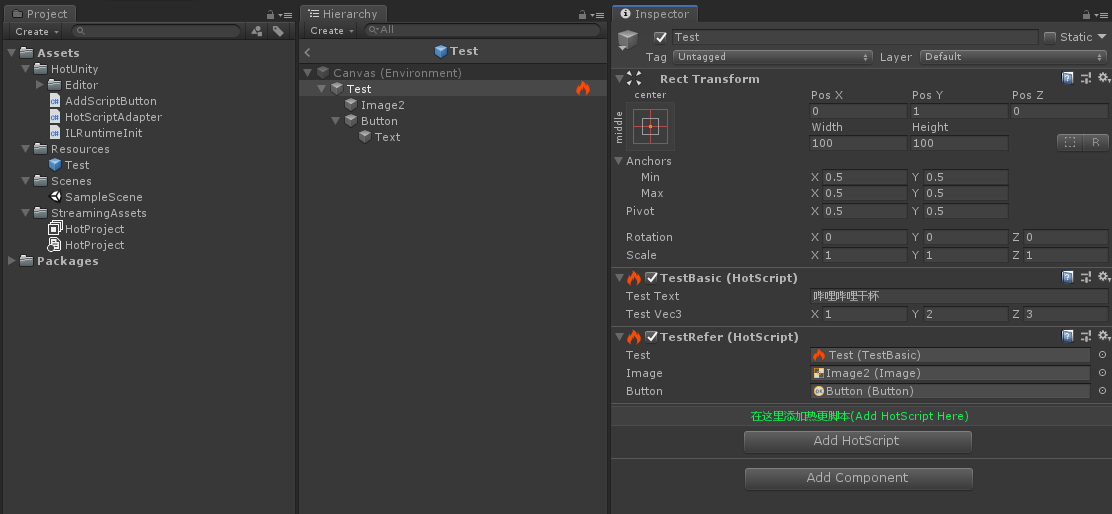 Project
Create
Assets
HotUnity
Editor
AddScriptButton
HotScriptAdapter
ILRuntimeInit
Resources
Test
Scenes
SampleScene
StreamingAssets
HotProject
HotProject
Packages
Hierarchy
Create All
Test
Canvas (Environment)
Test
Image2
Button
Text
Inspector
Test Static
Tag Untagged Layer Default
Rect Transform
center Pos X Pos Y Pos Z
middle 0 1 0
Width Height
100 100 R
Anchors
Min X 0.5 Y 0.5
Max X 0.5 Y 0.5
Pivot X 0.5 Y 0.5
Rotation X 0 Y 0 Z 0
Scale X 1 Y 1 Z 1
TestBasic (HotScript)
Test Text 哔哩哔哩干杯
Test Vec3 X 1 Y 2 Z 3
TestRefer (HotScript)
Test Test (TestBasic)
Image Image2 (Image)
Button Button (Button)
在这里添加热更脚本(Add HotScript Here)
Add HotScript
Add Component